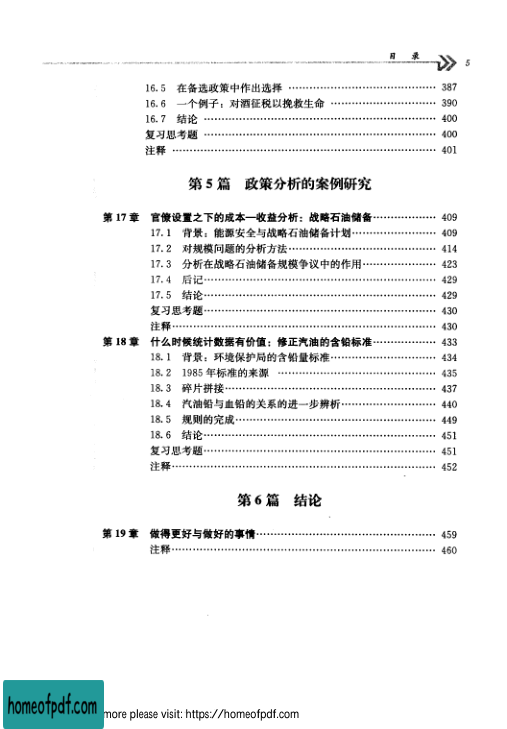 目 录 5
16.5 在备选政策中作出选择 …………………………………… 387
16.6 一个例子：对酒征税以挽救生命 ………………………… 390
16.7 结论 ………………………………………………………… 400
复习思考题 ……………………………………………………… 400
注释 ……………………………………………………………… 401
第5篇 政策分析的案例研究
第17章 官僚设置之下的成本—收益分析：战略石油储备……………… 409
17.1 背景：能源安全与战略石油储备计划…………………… 409
17.2 对规模问题的分析方法…………………………………… 414
17.3 分析在战略石油储备规模争议中的作用………………… 423
17.4 后记………………………………………………………… 429
17.5 结论………………………………………………………… 429
复习思考题……………………………………………………… 430
注释……………………………………………………………… 430
第18章 什么时候统计数据有价值：修正汽油的含铅标准……………… 433
18.1 背景：环境保护局的含铅量标准………………………… 434
18.2 1985年标准的来源 ……………………………………… 435
18.3 碎片拼接…………………………………………………… 437
18.4 汽油铅与血铅的关系的进一步辨析……………………… 440
18.5 规则的完成………………………………………………… 449
18.6 结论………………………………………………………… 451
复习思考题……………………………………………………… 451
注释……………………………………………………………… 452
第6篇 结论
第19章 做得更好与做好的事情…………………………………………… 459
注释……………………………………………………………… 460
homeofpdf.com
more please visit: https://homeofpdf.com